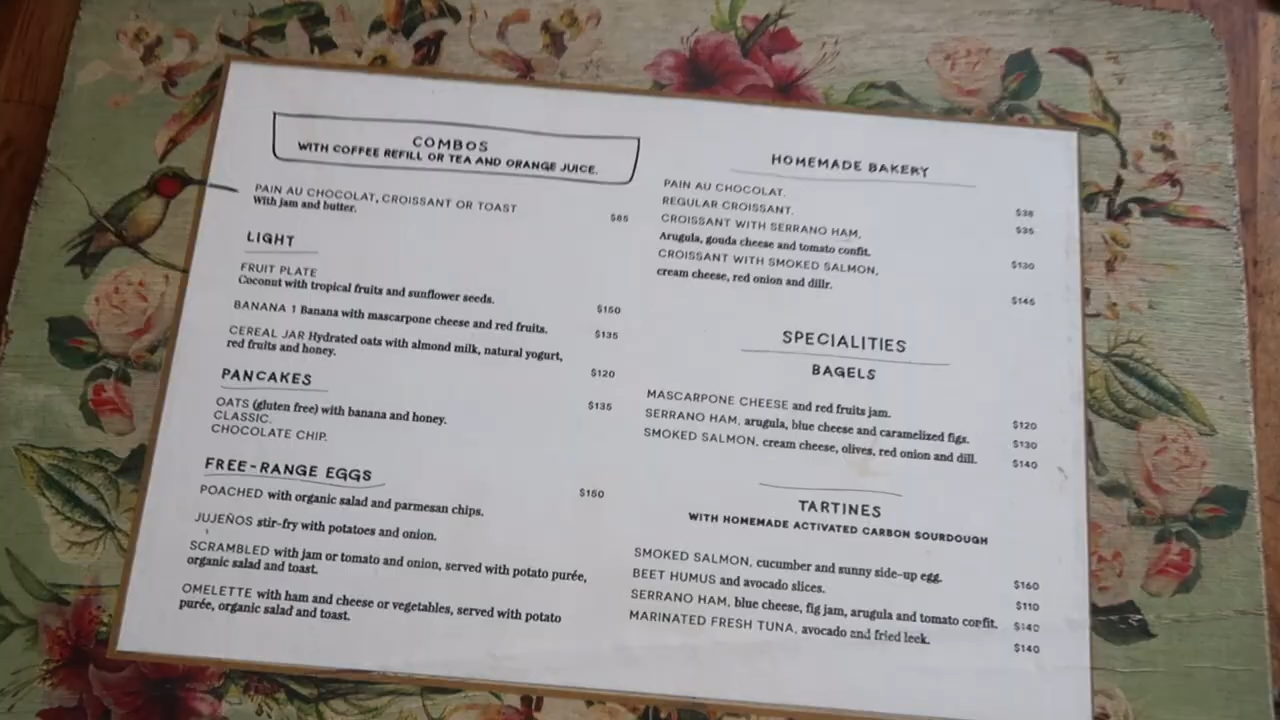 COMBOS
WITH COFFEE REFILL OR TEA AND ORANGE JUICE.
PAIN AU CHOCOLAT, CROISSANT OR TOAST
With jam and butter.
$85
LIGHT
FRUIT PLATE
Coconut with tropical fruits and sunflower seeds.
$150
BANANA 1 Banana with mascarpone cheese and red fruits.
$135
CEREAL JAR Hydrated oats with almond milk, natural yogurt,
red fruits and honey.
$120
PANCAKES
$135
OATS (gluten free) with banana and honey.
CLASSIC.
CHOCOLATE CHIP.
FREE-RANGE EGGS
$150
POACHED with organic salad and parmesan chips.
JUJEÑOS stir-fry with potatoes and onion.
SCRAMBLED with jam or tomato and onion, served with potato purée,
organic salad and toast.
OMELETTE with ham and cheese or vegetables, served with potato
purée, organic salad and toast.
HOMEMADE BAKERY
PAIN AU CHOCOLAT.
$38
REGULAR CROISSANT.
$35
CROISSANT WITH SERRANO HAM,
Arugula, gouda cheese and tomato confit.
$130
CROISSANT WITH SMOKED SALMON,
cream cheese, red onion and dillr.
$145
SPECIALITIES
BAGELS
MASCARPONE CHEESE and red fruits jam.
$120
SERRANO HAM, arugula, blue cheese and caramelized figs.
$130
SMOKED SALMON, cream cheese, olives, red onion and dill.
$140
TARTINES
WITH HOMEMADE ACTIVATED CARBON SOURDOUGH
SMOKED SALMON, cucumber and sunny side-up egg.
$160
BEET HUMUS and avocado slices.
$110
SERRANO HAM, blue cheese, fig jam, arugula and tomato confit.
$140
MARINATED FRESH TUNA, avocado and fried leek.
$140